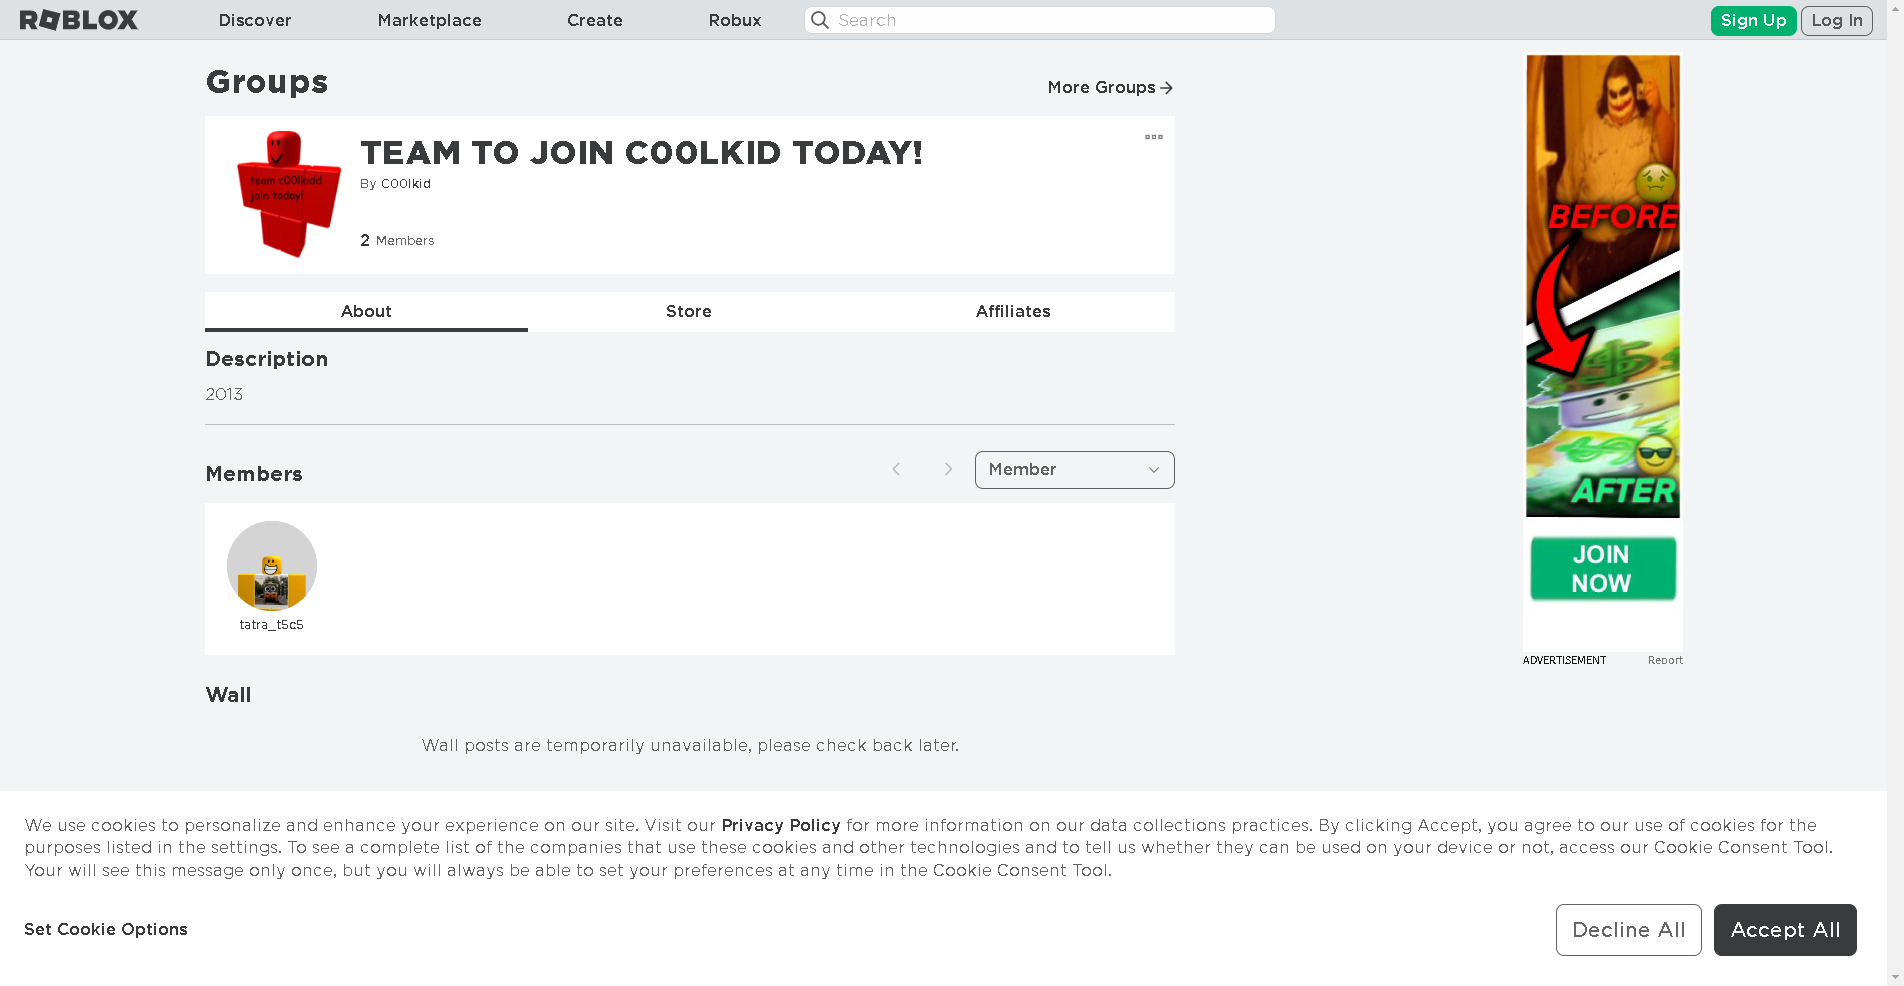 ROBLOX
Discover
Marketplace
Create
Robux
Search
Sign Up
Log In
Groups
More Groups
team c00lkidd
join today!
TEAM TO JOIN C00LKID TODAY!
By C00lkid
2 Members
About
Store
Affiliates
Description
2013
Members
Member
tatra_t5c5
Wall
Wall posts are temporarily unavailable, please check back later.
BEFORE
AFTER
JOIN
NOW
ADVERTISEMENT
Report
We use cookies to personalize and enhance your experience on our site. Visit our Privacy Policy for more information on our data collections practices. By clicking Accept, you agree to our use of cookies for the
purposes listed in the settings. To see a complete list of the companies that use these cookies and other technologies and to tell us whether they can be used on your device or not, access our Cookie Consent Tool.
Your will see this message only once, but you will always be able to set your preferences at any time in the Cookie Consent Tool.
Set Cookie Options
Decline All
Accept All